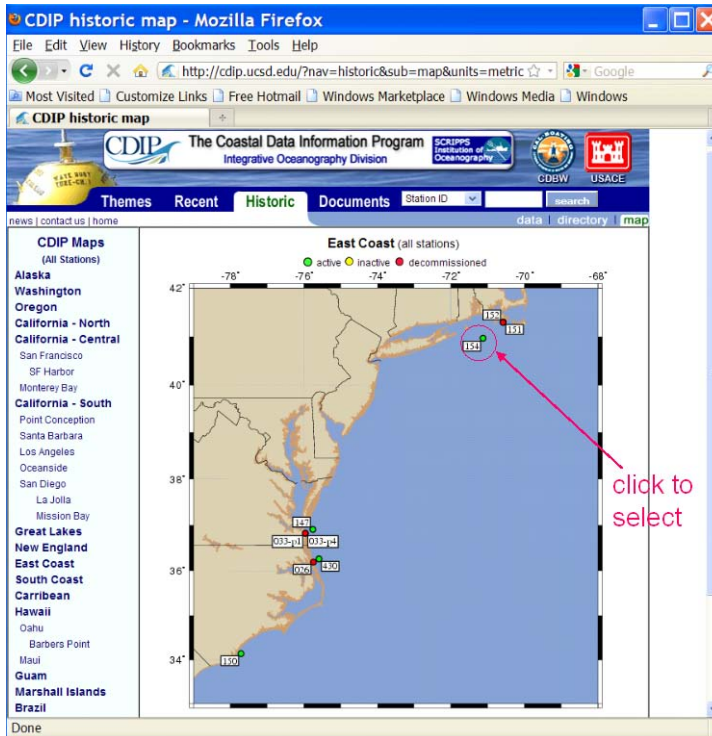 CDIP historic map - Mozilla Firefox
File Edit View History Bookmarks Tools Help
http://cdip.ucsd.edu/?nav=historic&sub=map&units=metric
Google
Most Visited Customize Links Free Hotmail Windows Marketplace Windows Media Windows
CDIP historic map
CDIP The Coastal Data Information Program
Integrative Oceanography Division
SCRIPPS
Institution of
Oceanography
CDBW USACE
Themes Recent Historic Documents Station ID search
news | contact us | home
data | directory | map
CDIP Maps
(All Stations)
Alaska
Washington
Oregon
California - North
California - Central
San Francisco
SF Harbor
Monterey Bay
California - South
Point Conception
Santa Barbara
Los Angeles
Oceanside
San Diego
La Jolla
Mission Bay
Great Lakes
New England
East Coast
South Coast
Carribean
Hawaii
Oahu
Barbers Point
Maui
Guam
Marshall Islands
Brazil
East Coast (all stations)
active inactive decommissioned
-78° -76° -74° -72° -70° -68°
42°
152
151
154
40°
38°
click to
select
147
033-p1 033-p4
36°
026 430
34°
150
Done